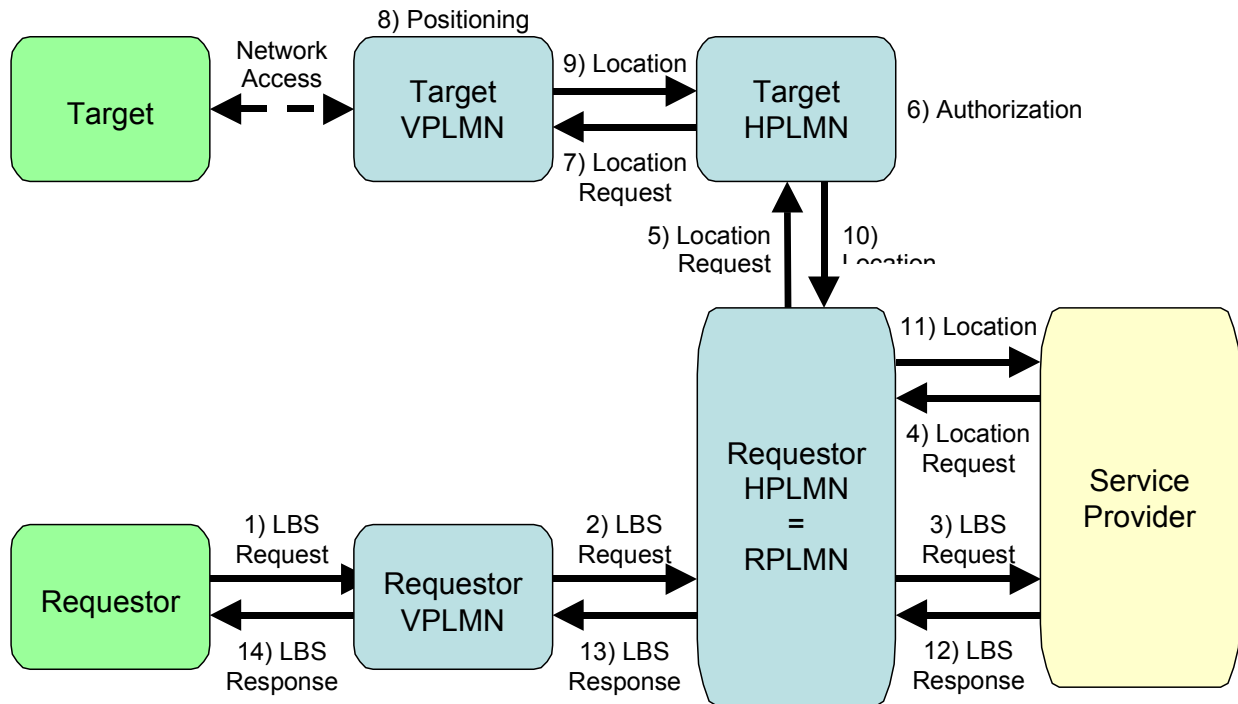 8) Positioning
Network
Access
9) Location
Target
Target
VPLMN
Target
HPLMN
6) Authorization
7) Location
Request
5) Location
Request
10)
Location
11) Location
4) Location
Request
Requestor
HPLMN
=
RPLMN
Service
Provider
1) LBS
Request
2) LBS
Request
3) LBS
Request
Requestor
Requestor
VPLMN
14) LBS
Response
13) LBS
Response
12) LBS
Response